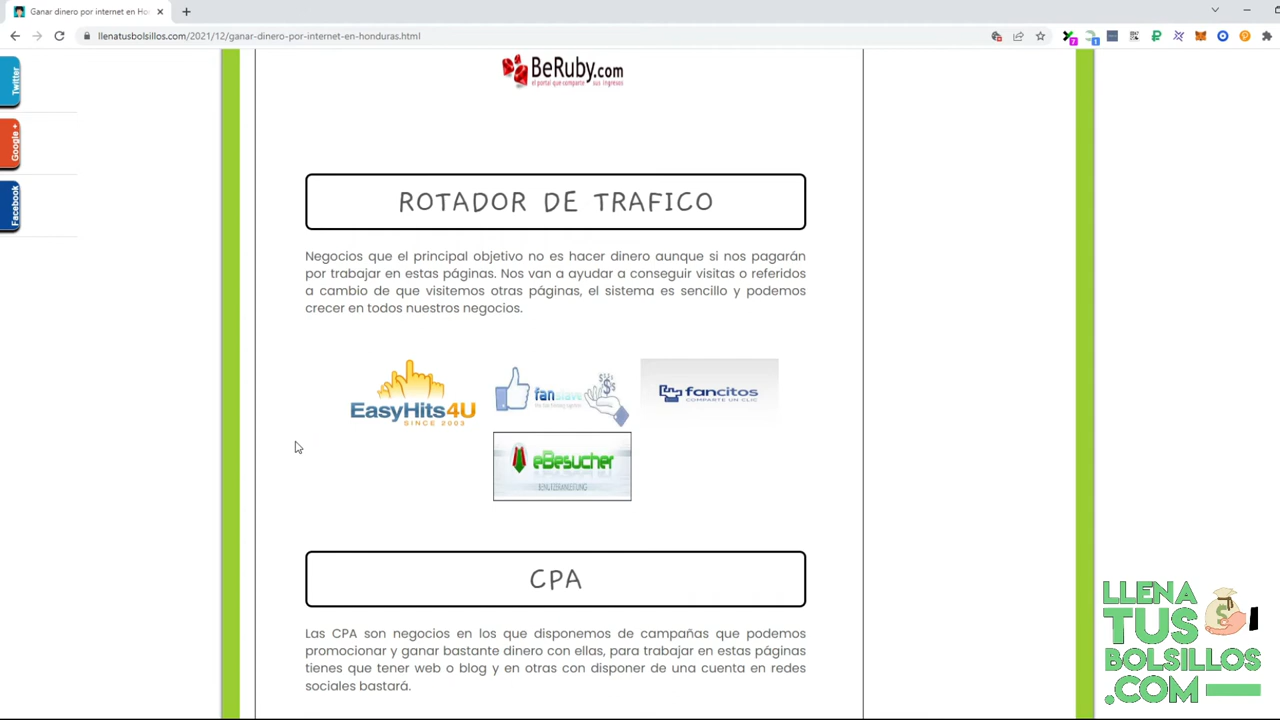 Ganar dinero por internet en Ho
llenatusbolsillos.com/2021/12/ganar-dinero-por-internet-en-honduras.html
7
1
Twitter
Google +
Facebook
BeRuby.com
el portal que comparte sus ingresos
ROTADOR DE TRAFICO
Negocios que el principal objetivo no es hacer dinero aunque si nos pagarán
por trabajar en estas páginas. Nos van a ayudar a conseguir visitas o referidos
a cambio de que visitemos otras páginas, el sistema es sencillo y podemos
crecer en todos nuestros negocios.
EasyHits4U
SINCE 2003
fanslave
fancitos
COMPARTE UN CLIC
eBesucher
CPA
Las CPA son negocios en los que disponemos de campañas que podemos
promocionar y ganar bastante dinero con ellas, para trabajar en estas páginas
tienes que tener web o blog y en otras con disponer de una cuenta en redes
sociales bastará.
LLENA
TUS
BOLSILLOS
.COM